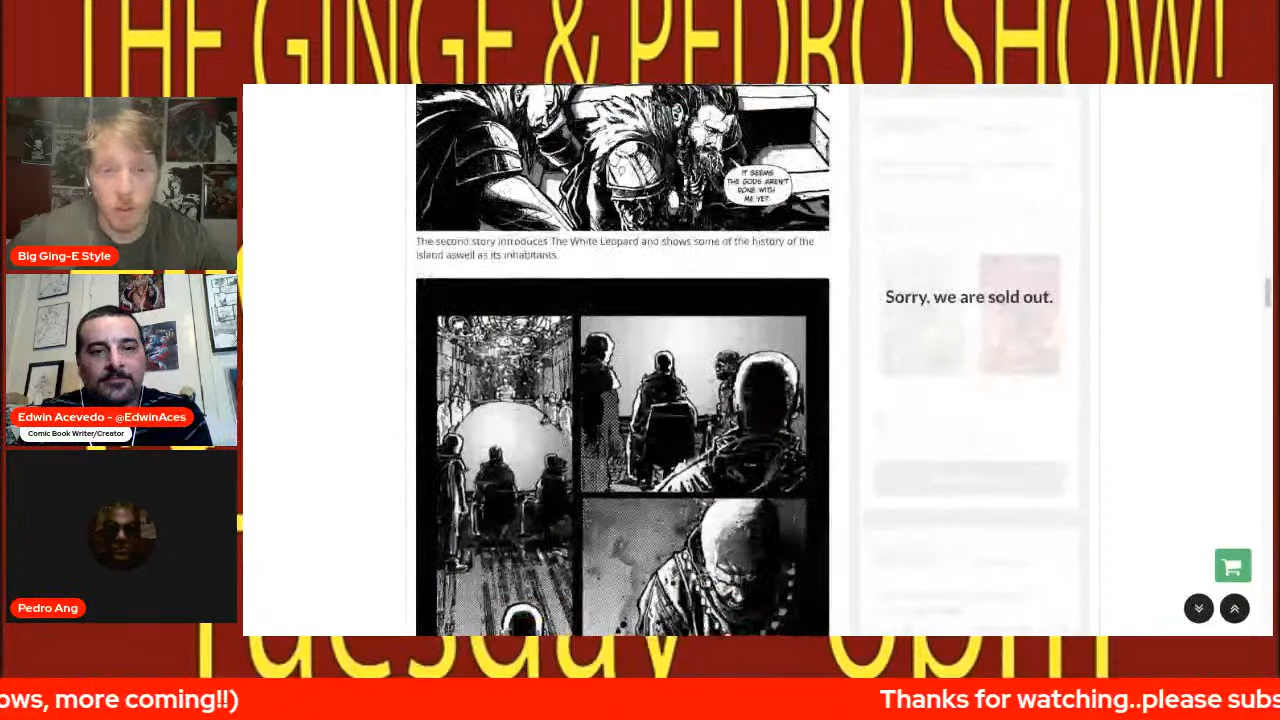 THE GINGE & PEDRO SHOW!
IT SEEMS
THE GODS AREN'T
DONE WITH
ME YET.
The second story introduces The White Leopard and shows some of the history of the
island aswell as its inhabitants.
Sorry, we are sold out.
Big Ging-E Style
Edwin Acevedo - @EdwinAces
Comic Book Writer/Creator
Pedro Ang
Tuesday
ows, more coming!!)
Thanks for watching..please subs